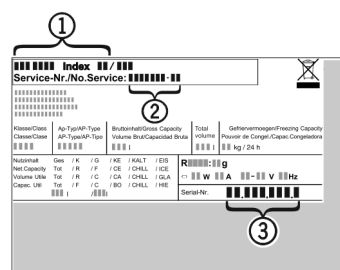 1
Index /
Service-Nr./No.Service: -
2
Klasse/Class Ap-Typ/AP-Type Bruttoinhalt/Gross Capacity Total Gefriervermoegen/Freezing Capacity
Classe/Clase AP-Type/AP-Tipo Volume Brut/Capacidad Bruta volume Pouvoir de Congel./Capac.Congeladora
l l kg / 24 h
Nutzinhalt Ges / K / G / KE / KALT / EIS
Net.Capacity Tot / R / F / CE / CHILL / ICE
Volume Utile Tot / R / C / CA / CHILL / GLA
Capac. Util Tot / F / C / BO / CHILL / HIE
l / l
R : g
W A - V Hz
Serial-Nr. . . .
3